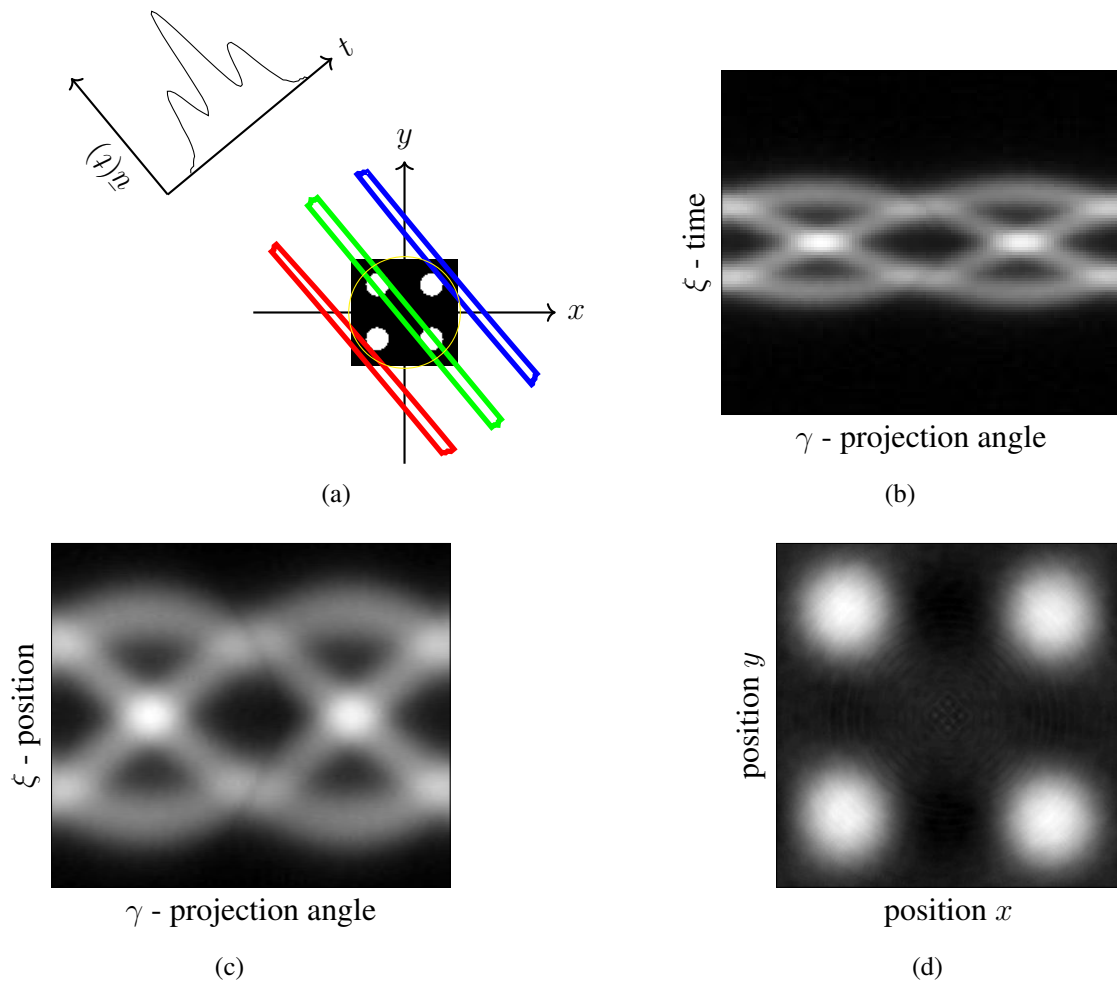 t
ū(t)
y
x
(a)
ξ - time
γ - projection angle
(b)
ξ - position
γ - projection angle
(c)
position y
position x
(d)